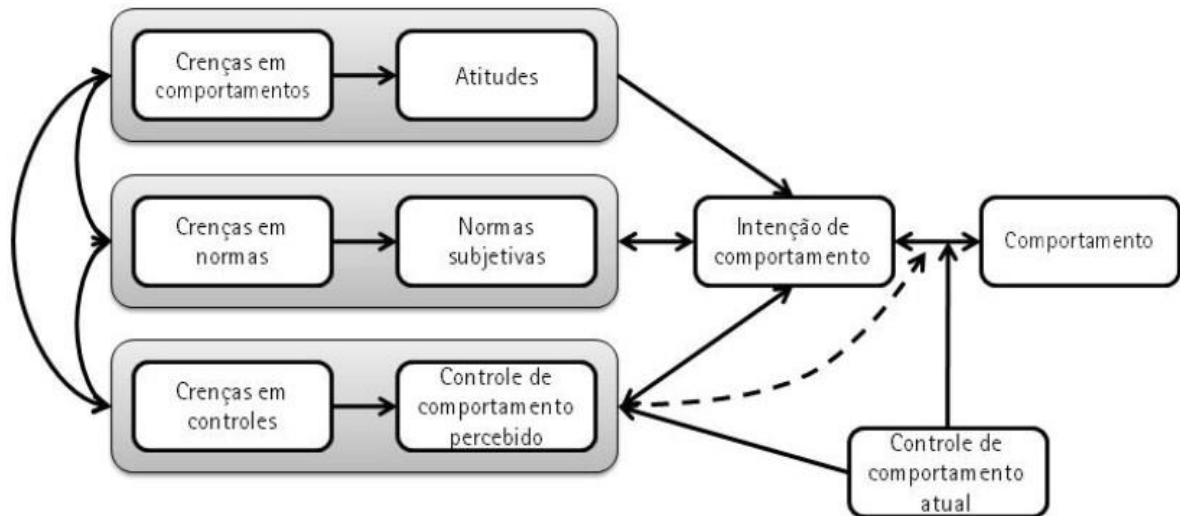 Crenças em
comportamentos
Atitudes
Crenças em
normas
Normas
subjetivas
Intenção de
comportamento
Comportamento
Crenças em
controles
Controle de
comportamento
percebido
Controle de
comportamento
atual